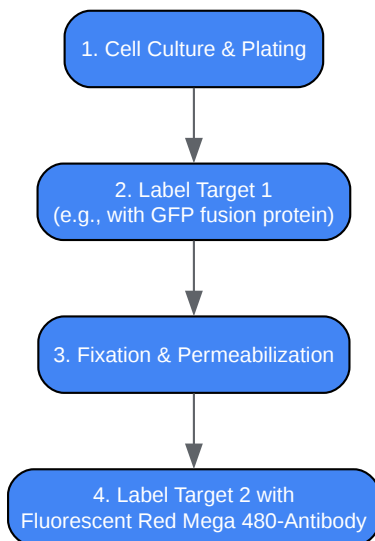 1. Cell Culture & Plating
2. Label Target 1
(e.g., with GFP fusion protein)
3. Fixation & Permeabilization
4. Label Target 2 with
Fluorescent Red Mega 480-Antibody